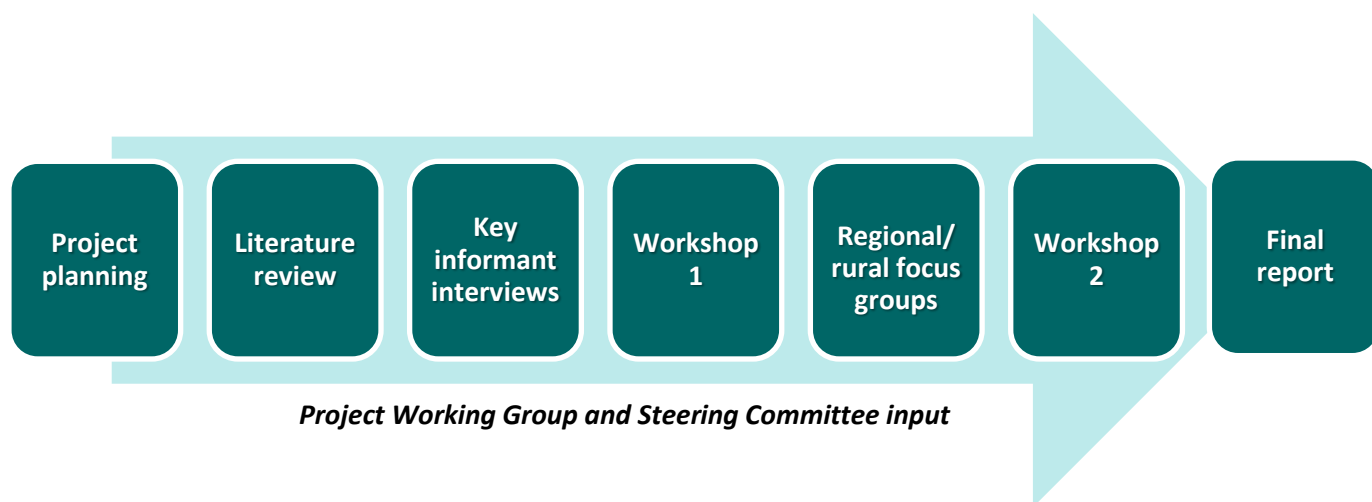 Project
planning
Literature
review
Key
informant
interviews
Workshop
1
Regional/
rural focus
groups
Workshop
2
Final
report
Project Working Group and Steering Committee input